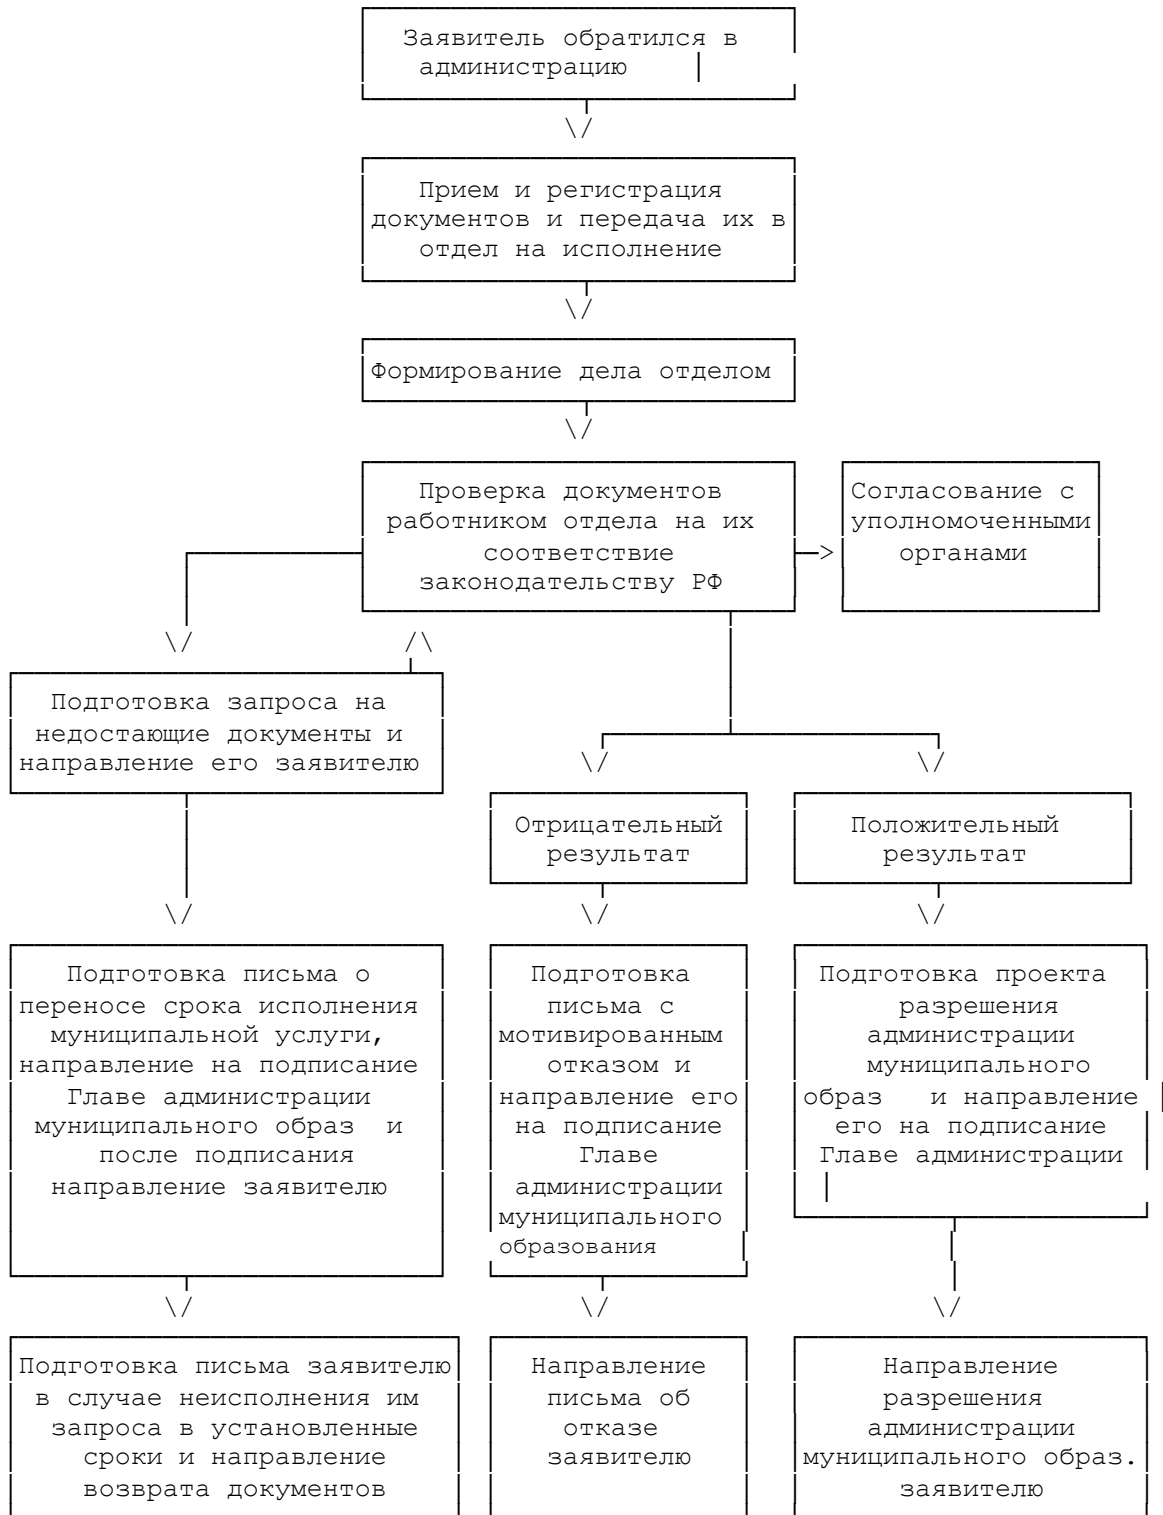 Заявитель обратился в
администрацию
Прием и регистрация
документов и передача их в
отдел на исполнение
Формирование дела отделом
Проверка документов
работником отдела на их
соответствие
законодательству РФ
Согласование с
уполномоченными
органами
Подготовка запроса на
недостающие документы и
направление его заявителю
Отрицательный
результат
Положительный
результат
Подготовка письма о
переносе срока исполнения
муниципальной услуги,
направление на подписание
Главе администрации
муниципального образ и
после подписания
направление заявителю
Подготовка
письма с
мотивированным
отказом и
направление его
на подписание
Главе
администрации
муниципального
образования
Подготовка проекта
разрешения
администрации
муниципального
образ и направление
его на подписание
Главе администрации
Подготовка письма заявителю
в случае неисполнения им
запроса в установленные
сроки и направление
возврата документов
Направление
письма об
отказе
заявителю
Направление
разрешения
администрации
муниципального образ.
заявителю